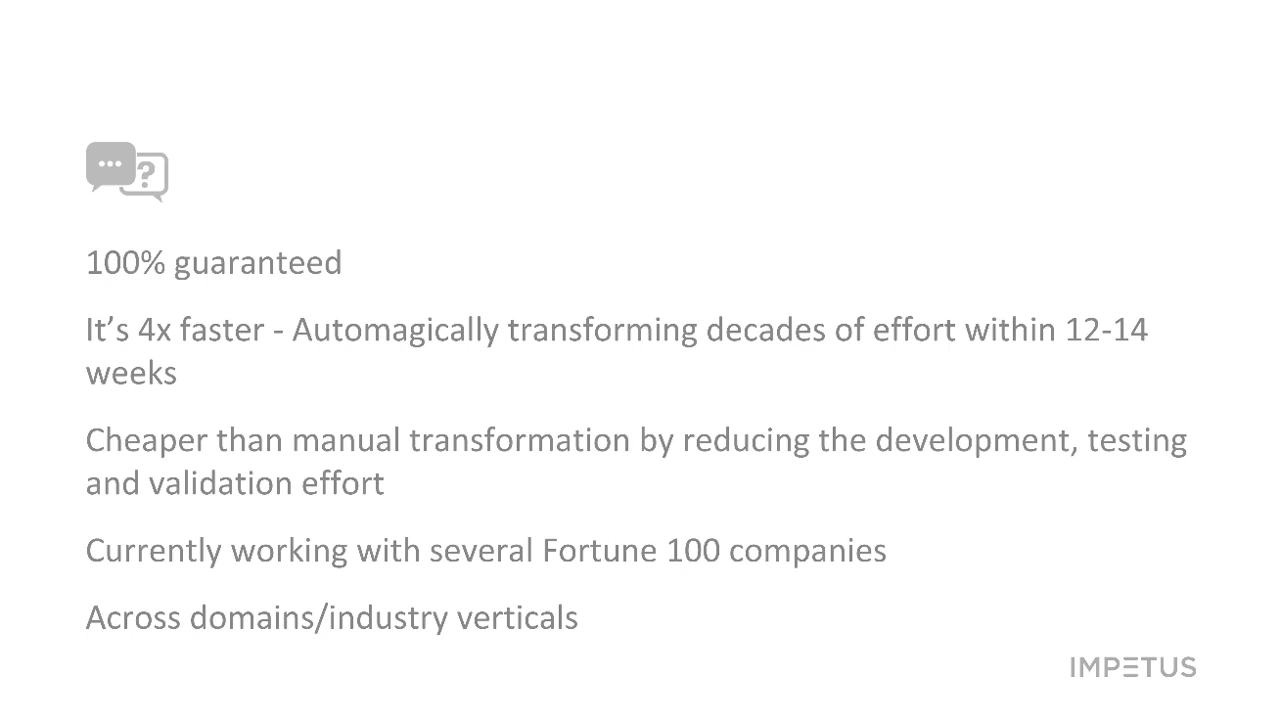 ...
?
100% guaranteed
It’s 4x faster - Automagically transforming decades of effort within 12-14
weeks
Cheaper than manual transformation by reducing the development, testing
and validation effort
Currently working with several Fortune 100 companies
Across domains/industry verticals
IMPETUS